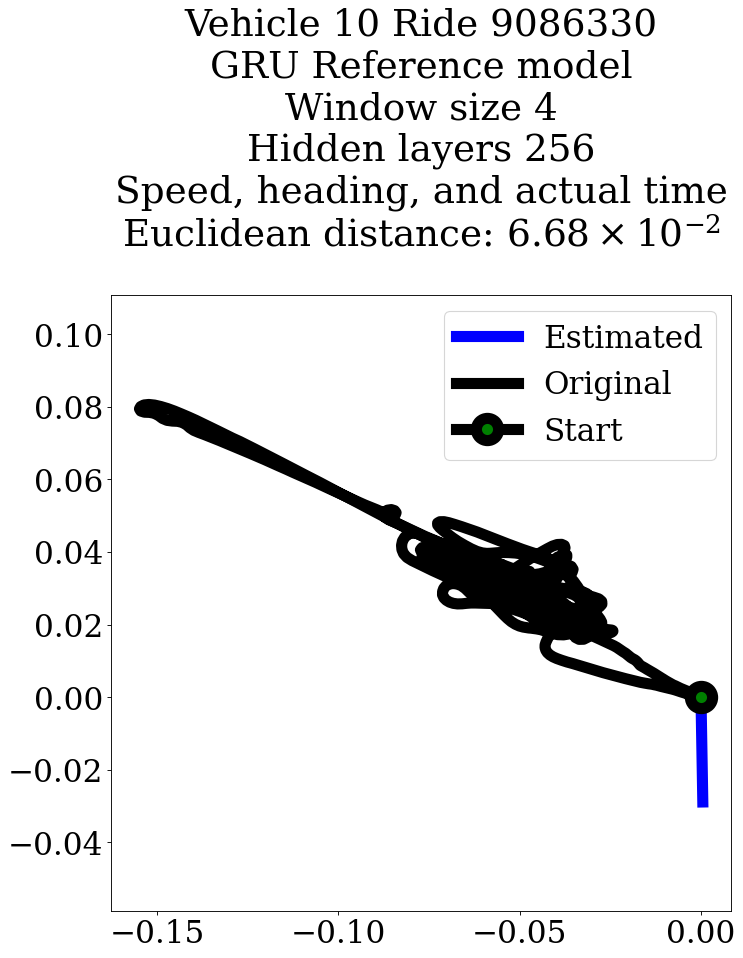 Vehicle 10 Ride 9086330
GRU Reference model
Window size 4
Hidden layers 256
Speed, heading, and actual time
Euclidean distance: 6.68 × 10⁻²
Estimated
Original
Start
0.10
0.08
0.06
0.04
0.02
0.00
−0.02
−0.04
−0.15 −0.10 −0.05 0.00